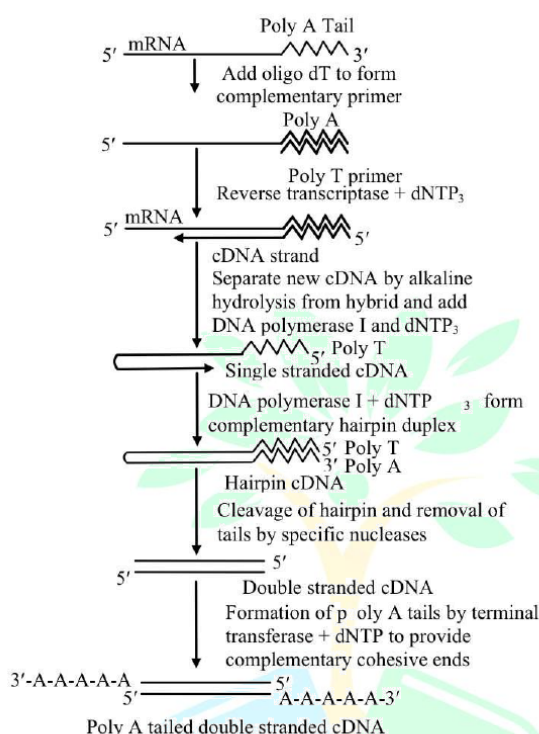 Poly A Tail
5′ mRNA 3′
Add oligo dT to form
complementary primer
Poly A
5′
Poly T primer
Reverse transcriptase + dNTP3
5′ mRNA
5′
cDNA strand
Separate new cDNA by alkaline
hydrolysis from hybrid and add
DNA polymerase I and dNTP3
5′ Poly T
Single stranded cDNA
DNA polymerase I + dNTP 3 form
complementary hairpin duplex
5′ Poly T
3′ Poly A
Hairpin cDNA
Cleavage of hairpin and removal of
tails by specific nucleases
5′
5′
Double stranded cDNA
Formation of p oly A tails by terminal
transferase + dNTP to provide
complementary cohesive ends
3′-A-A-A-A-A 5′
5′ A-A-A-A-A-3′
Poly A tailed double stranded cDNA